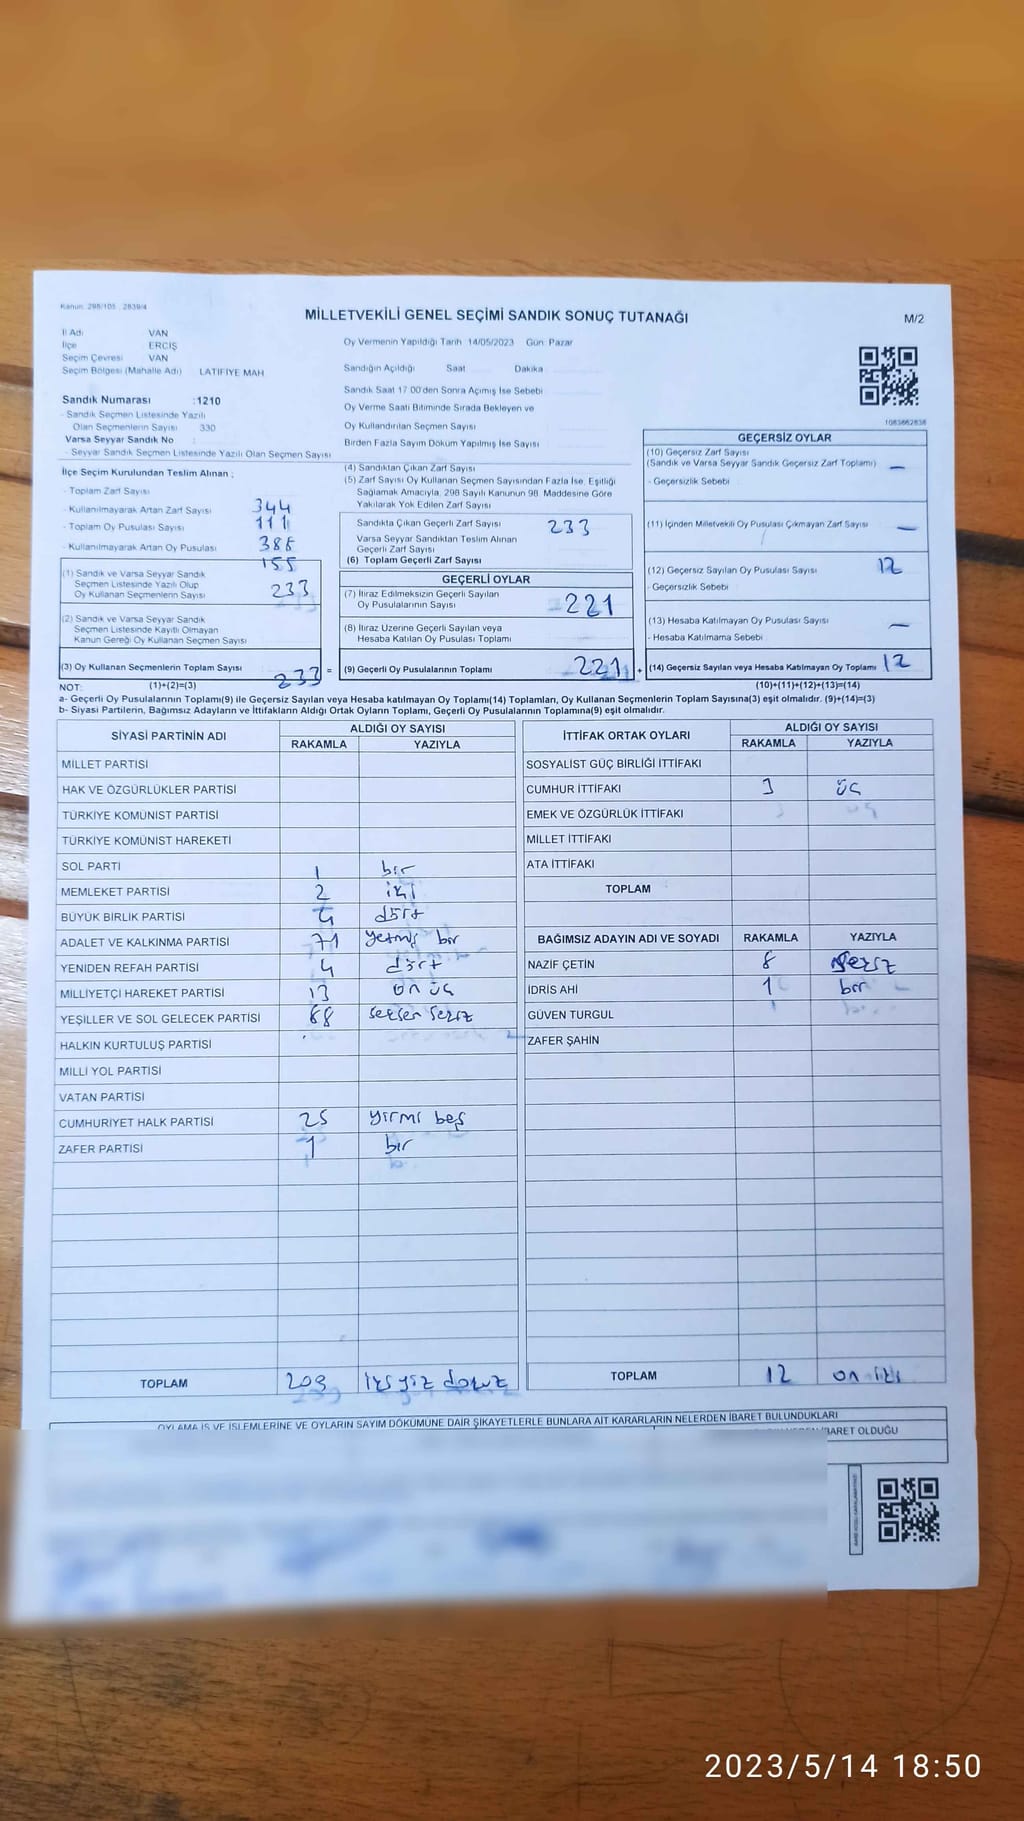 Kanun: 298/105 , 2839/4
MİLLETVEKİLİ GENEL SEÇİMİ SANDIK SONUÇ TUTANAĞI
M/2
İl Adı VAN
İlçe ERCİŞ
Seçim Çevresi VAN
Seçim Bölgesi (Mahalle Adı) LATİFİYE MAH
Oy Vermenin Yapıldığı Tarih 14/05/2023 Gün: Pazar
Sandığın Açıldığı Saat Dakika
Sandık Saat 17 00'den Sonra Açımış İse Sebebi
Oy Verme Saati Bitiminde Sırada Bekleyen ve
Oy Kullandırılan Seçmen Sayısı
Birden Fazla Sayım Döküm Yapılmış İse Sayısı
1083862838
Sandık Numarası :1210
- Sandık Seçmen Listesinde Yazılı
Olan Seçmenlerin Sayısı 330
Varsa Seyyar Sandık No :
- Seyyar Sandık Seçmen Listesinde Yazılı Olan Seçmen Sayısı
İlçe Seçim Kurulundan Teslim Alınan ;
- Toplam Zarf Sayısı 344
- Kullanılmayarak Artan Zarf Sayısı 111
- Toplam Oy Pusulası Sayısı 388
- Kullanılmayarak Artan Oy Pusulası 155
(1) Sandık ve Varsa Seyyar Sandık
Seçmen Listesinde Yazılı Olup
Oy Kullanan Seçmenlerin Sayısı 233
(2) Sandık ve Varsa Seyyar Sandık
Seçmen Listesinde Kayıtlı Olmayan
Kanun Gereği Oy Kullanan Seçmen Sayısı
(3) Oy Kullanan Seçmenlerin Toplam Sayısı 233 =
(4) Sandıktan Çıkan Zarf Sayısı
(5) Zarf Sayısı Oy Kullanan Seçmen Sayısından Fazla İse, Eşitliği
Sağlamak Amacıyla, 298 Sayılı Kanunun 98. Maddesine Göre
Yakılarak Yok Edilen Zarf Sayısı
Sandıkta Çıkan Geçerli Zarf Sayısı 233
Varsa Seyyar Sandıktan Teslim Alınan
Geçerli Zarf Sayısı
(6) Toplam Geçerli Zarf Sayısı
GEÇERLİ OYLAR
(7) İtiraz Edilmeksizin Geçerli Sayılan
Oy Pusulalarının Sayısı 221
(8) İtiraz Üzerine Geçerli Sayılan veya
Hesaba Katılan Oy Pusulası Toplamı
(9) Geçerli Oy Pusulalarının Toplamı 221 +
GEÇERSİZ OYLAR
(10) Geçersiz Zarf Sayısı
(Sandık ve Varsa Seyyar Sandık Geçersiz Zarf Toplamı) —
- Geçersizlik Sebebi
(11) İçinden Milletvekili Oy Pusulası Çıkmayan Zarf Sayısı —
(12) Geçersiz Sayılan Oy Pusulası Sayısı 12
- Geçersizlik Sebebi
(13) Hesaba Katılmayan Oy Pusulası Sayısı —
- Hesaba Katılmama Sebebi
(14) Geçersiz Sayılan veya Hesaba Katılmayan Oy Toplamı 12
NOT: (1)+(2)=(3)
(10)+(11)+(12)+(13)=(14)
a- Geçerli Oy Pusulalarının Toplamı(9) ile Geçersiz Sayılan veya Hesaba katılmayan Oy Toplamı(14) Toplamları, Oy Kullanan Seçmenlerin Toplam Sayısına(3) eşit olmalıdır. (9)+(14)=(3)
b- Siyasi Partilerin, Bağımsız Adayların ve İttifakların Aldığı Ortak Oyların Toplamı, Geçerli Oy Pusulalarının Toplamına(9) eşit olmalıdır.
SİYASİ PARTİNİN ADI ALDIĞI OY SAYISI
RAKAMLA YAZIYLA
MİLLET PARTİSİ
HAK VE ÖZGÜRLÜKLER PARTİSİ
TÜRKİYE KOMÜNİST PARTİSİ
TÜRKİYE KOMÜNİST HAREKETİ
SOL PARTİ 1 bir
MEMLEKET PARTİSİ 2 iki
BÜYÜK BİRLİK PARTİSİ 4 dört
ADALET VE KALKINMA PARTİSİ 71 yetmiş bir
YENİDEN REFAH PARTİSİ 4 dört
MİLLİYETÇİ HAREKET PARTİSİ 13 on üç
YEŞİLLER VE SOL GELECEK PARTİSİ 88 seksen sekiz
HALKIN KURTULUŞ PARTİSİ
MİLLİ YOL PARTİSİ
VATAN PARTİSİ
CUMHURİYET HALK PARTİSİ 25 yirmi beş
ZAFER PARTİSİ 1 bir
TOPLAM 209 iki yüz dokuz
İTTİFAK ORTAK OYLARI ALDIĞI OY SAYISI
RAKAMLA YAZIYLA
SOSYALİST GÜÇ BİRLİĞİ İTTİFAKI
CUMHUR İTTİFAKI 3 üç
EMEK VE ÖZGÜRLÜK İTTİFAKI
MİLLET İTTİFAKI
ATA İTTİFAKI
TOPLAM
BAĞIMSIZ ADAYIN ADI VE SOYADI RAKAMLA YAZIYLA
NAZİF ÇETİN 8 sekiz
İDRİS AHİ 1 bir
GÜVEN TURGUL
ZAFER ŞAHİN
TOPLAM 12 on iki
OYLAMA İŞ VE İŞLEMLERİNE VE OYLARIN SAYIM DÖKÜMÜNE DAİR ŞİKAYETLERLE BUNLARA AİT KARARLARIN NELERDEN İBARET BULUNDUKLARI
İBARET OLDUĞU
2023/5/14 18:50